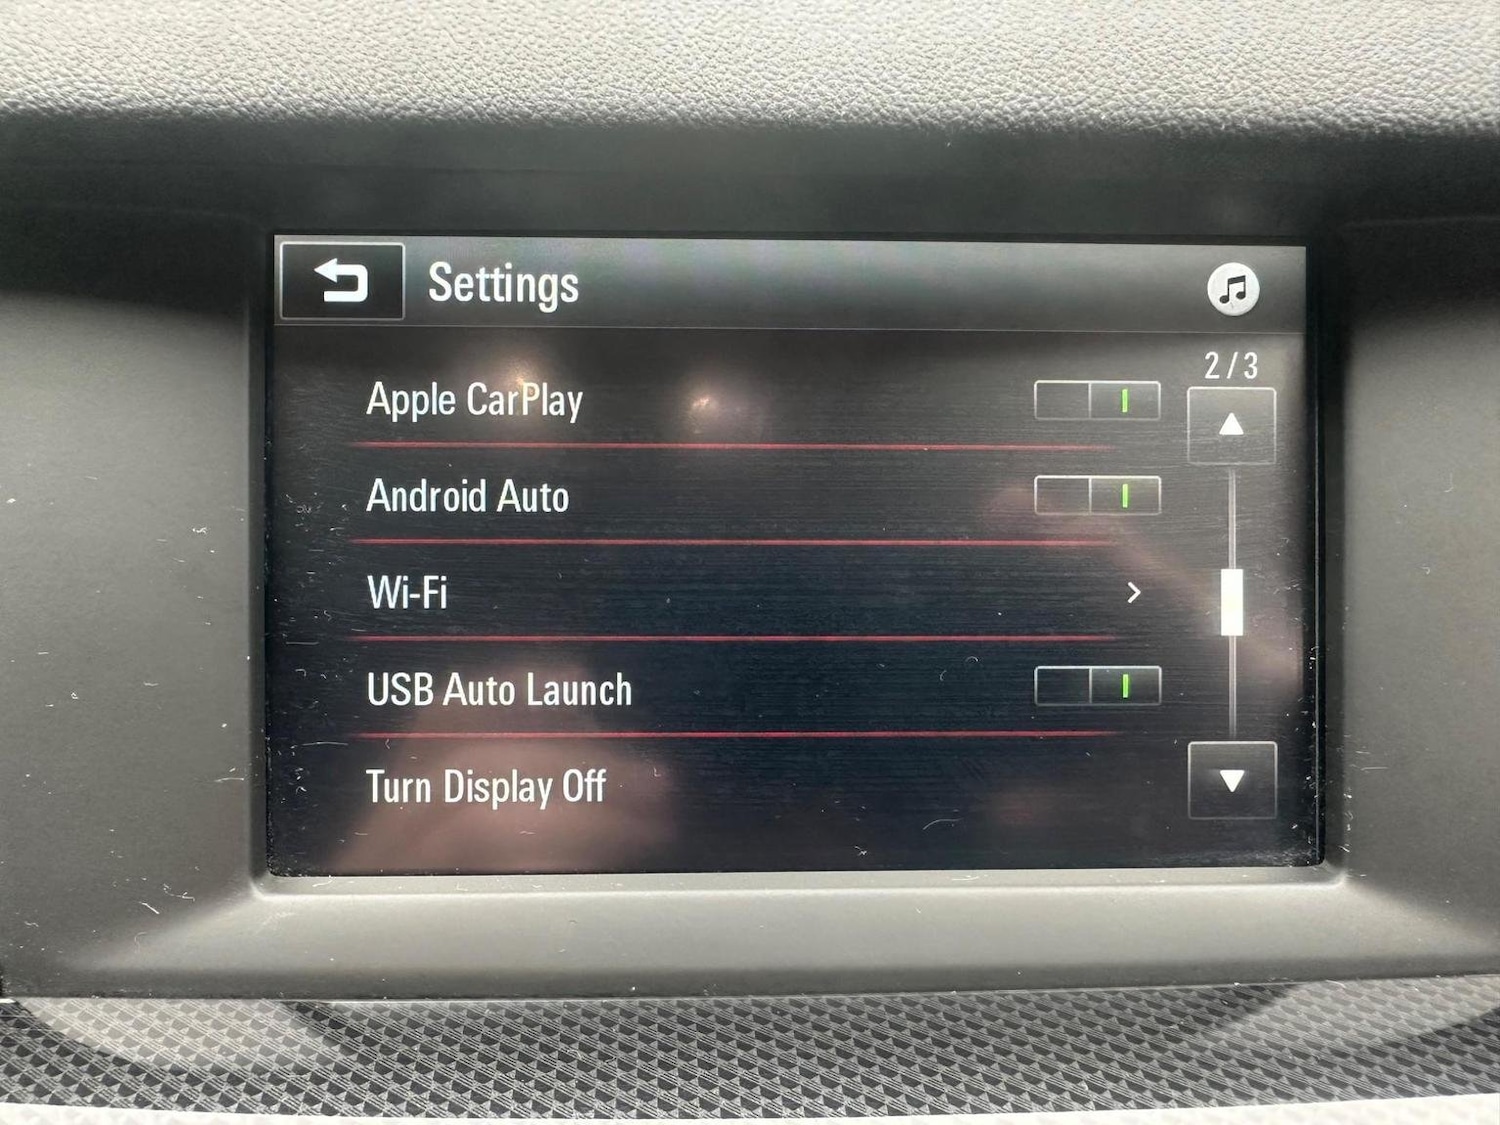 Settings
2/3
Apple CarPlay
Android Auto
Wi-Fi
USB Auto Launch
Turn Display Off